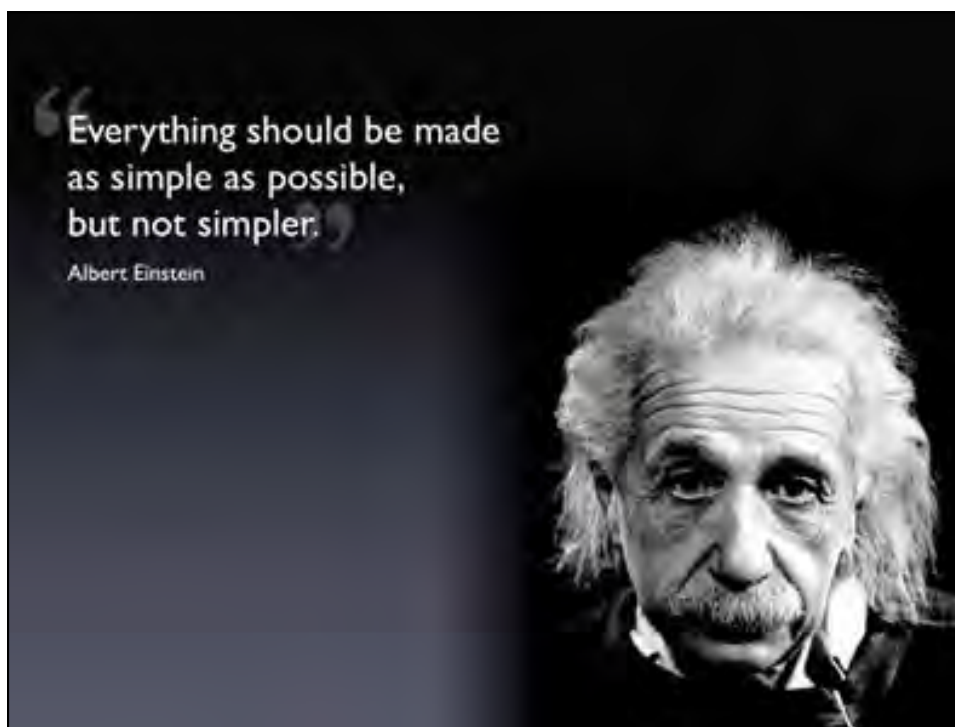 “Everything should be made
as simple as possible,
but not simpler.”
Albert Einstein